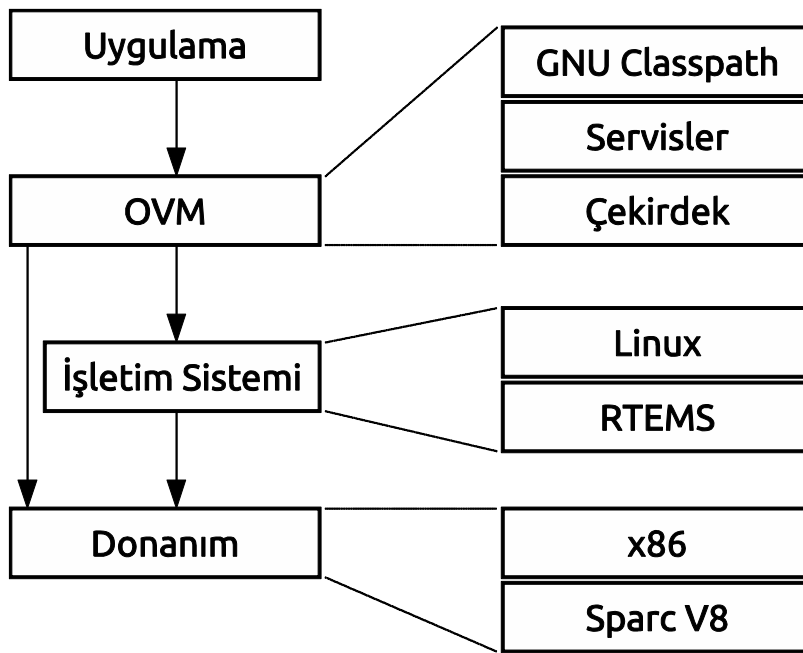 Uygulama
OVM
İşletim Sistemi
Donanım
GNU Classpath
Servisler
Çekirdek
Linux
RTEMS
x86
Sparc V8